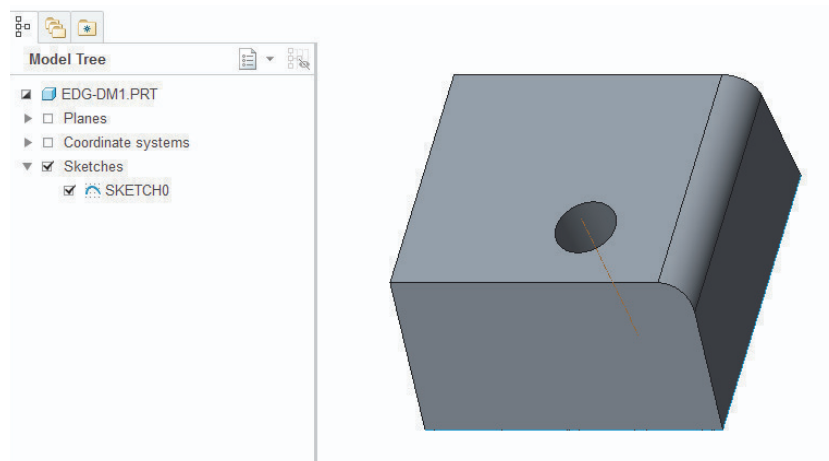 Model Tree
EDG-DM1.PRT
Planes
Coordinate systems
Sketches
SKETCH0